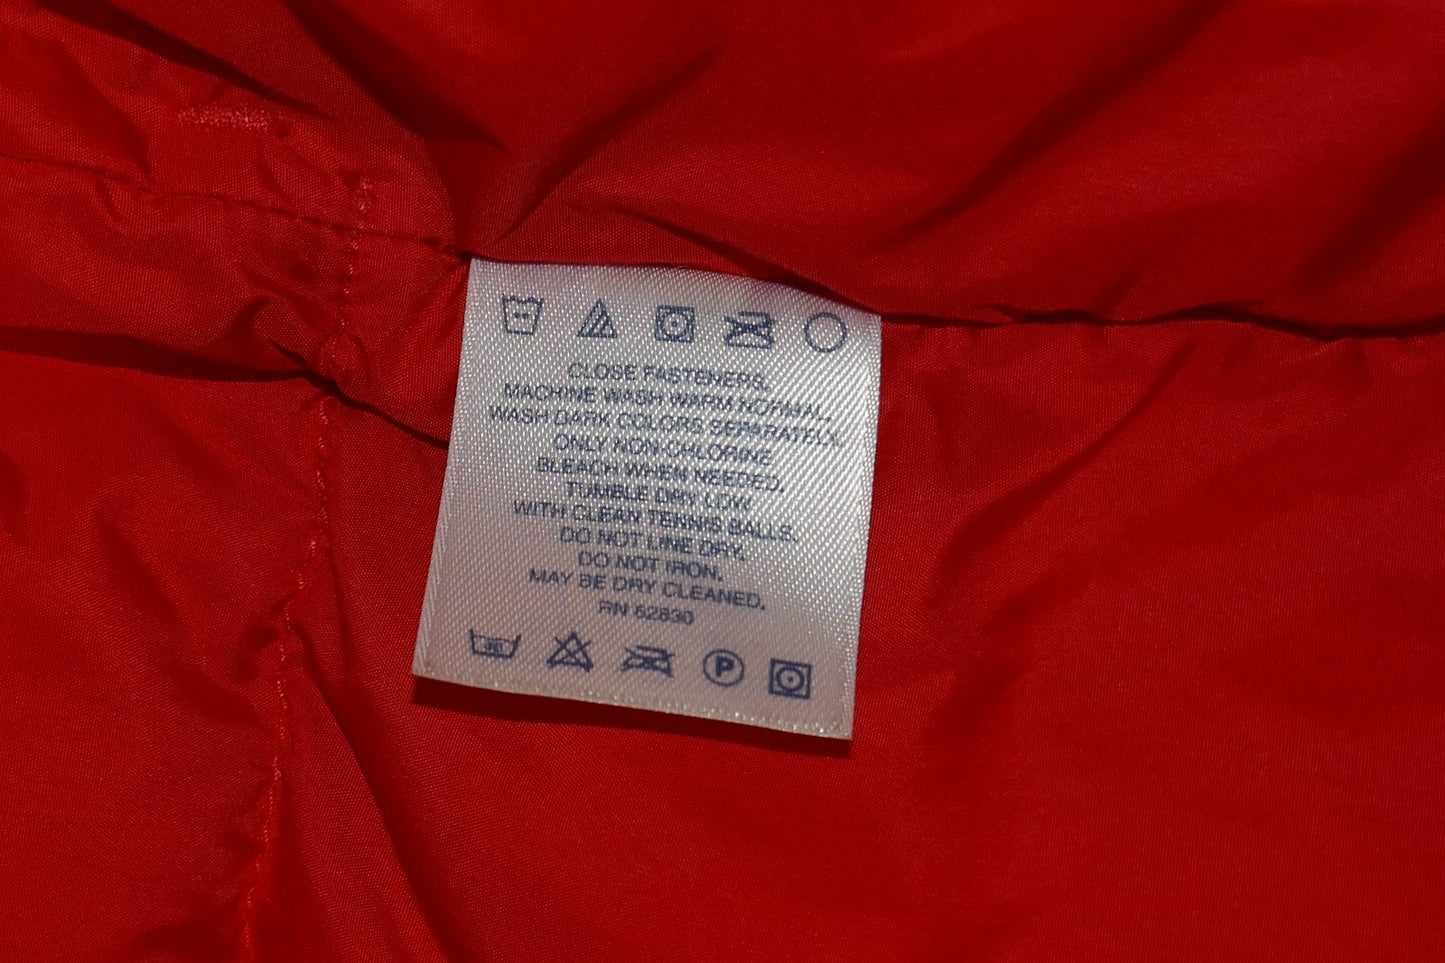 CLOSE FASTENERS.
MACHINE WASH WARM NORMAL.
WASH DARK COLORS SEPARATELY.
ONLY NON-CHLORINE
BLEACH WHEN NEEDED.
TUMBLE DRY LOW
WITH CLEAN TENNIS BALLS.
DO NOT LINE DRY.
DO NOT IRON.
MAY BE DRY CLEANED.
RN 62830
40
P